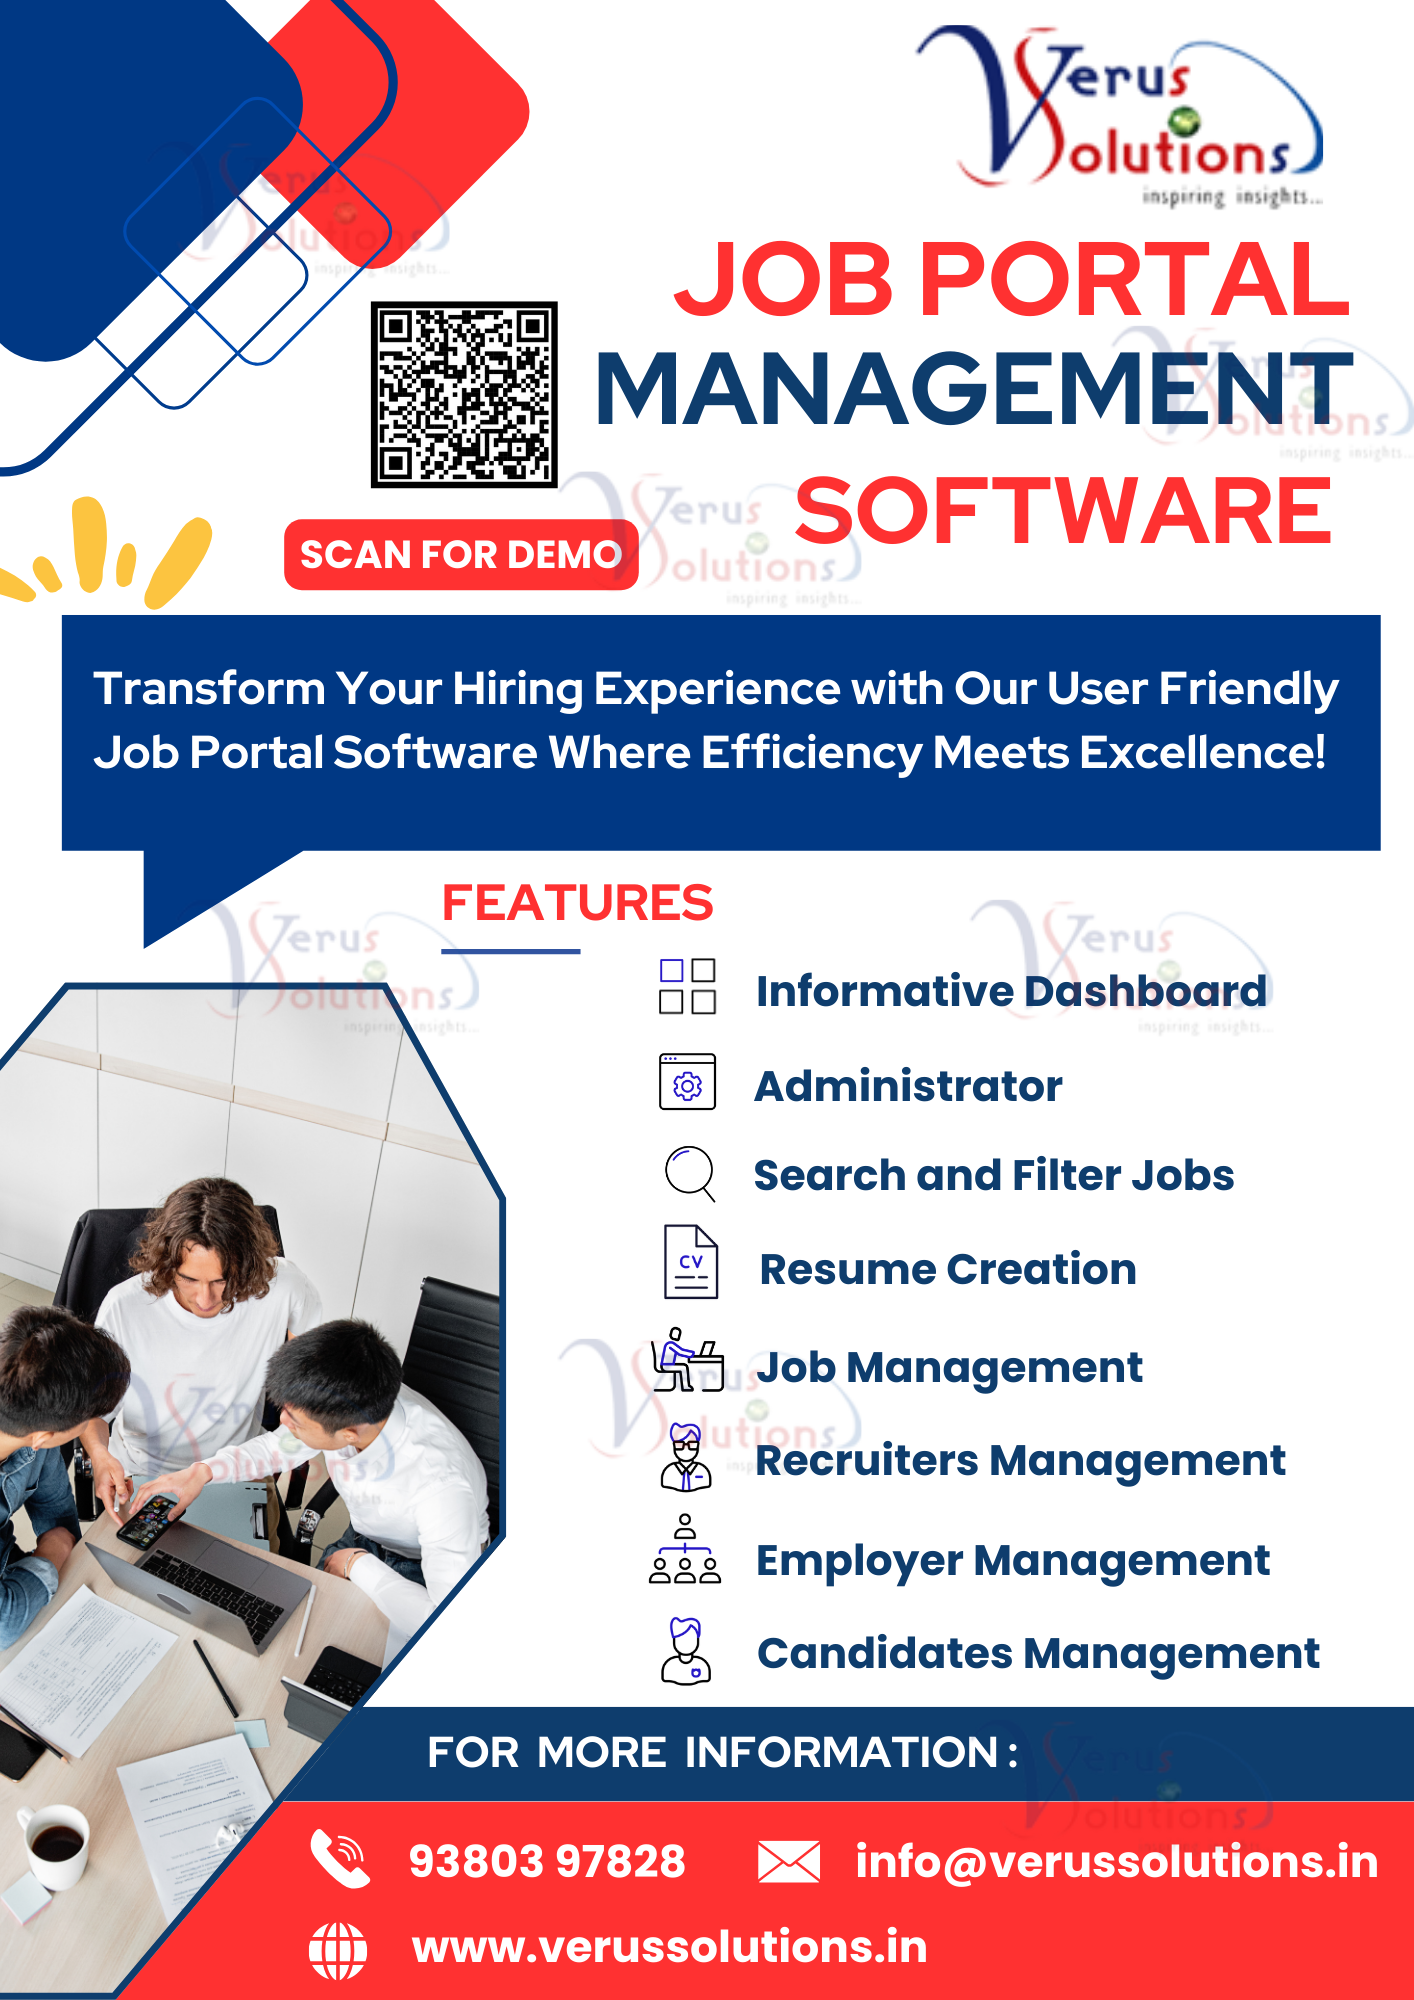 Verus
Solutions
inspiring insights...
JOB PORTAL
MANAGEMENT
SOFTWARE
SCAN FOR DEMO
Transform Your Hiring Experience with Our User Friendly
Job Portal Software Where Efficiency Meets Excellence!
FEATURES
Informative Dashboard
Administrator
Search and Filter Jobs
CV
Resume Creation
Job Management
Recruiters Management
Employer Management
Candidates Management
FOR MORE INFORMATION :
93803 97828
info@verussolutions.in
www.verussolutions.in